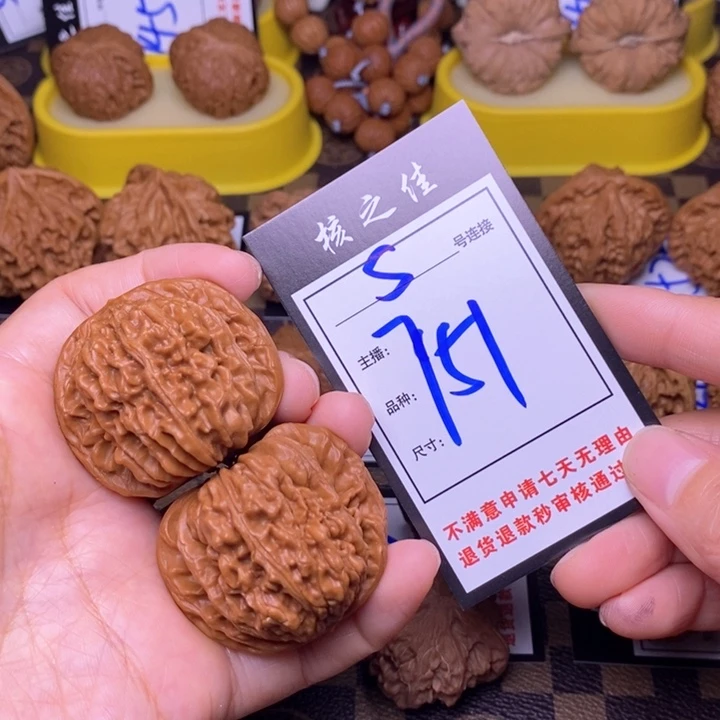 核之佳
S 号连接
主播:
751
品种:
尺寸:
不满意申请七天无理由
退货退款秒审核通过
45